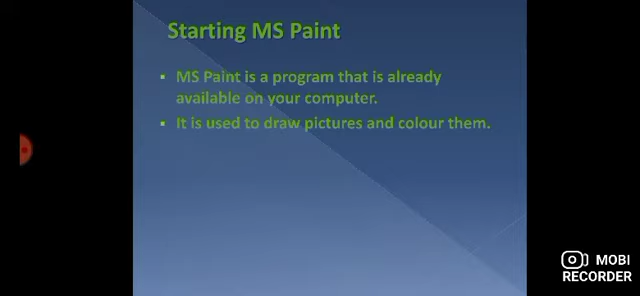 Starting MS Paint
▪ MS Paint is a program that is already
available on your computer.
▪ It is used to draw pictures and colour them.
MOBI
RECORDER